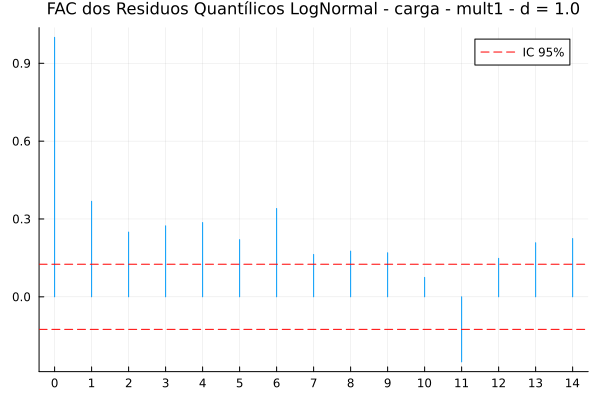 FAC dos Residuos Quantílicos LogNormal - carga - mult1 - d = 1.0
IC 95%
0.9
0.6
0.3
0.0
0 1 2 3 4 5 6 7 8 9 10 11 12 13 14